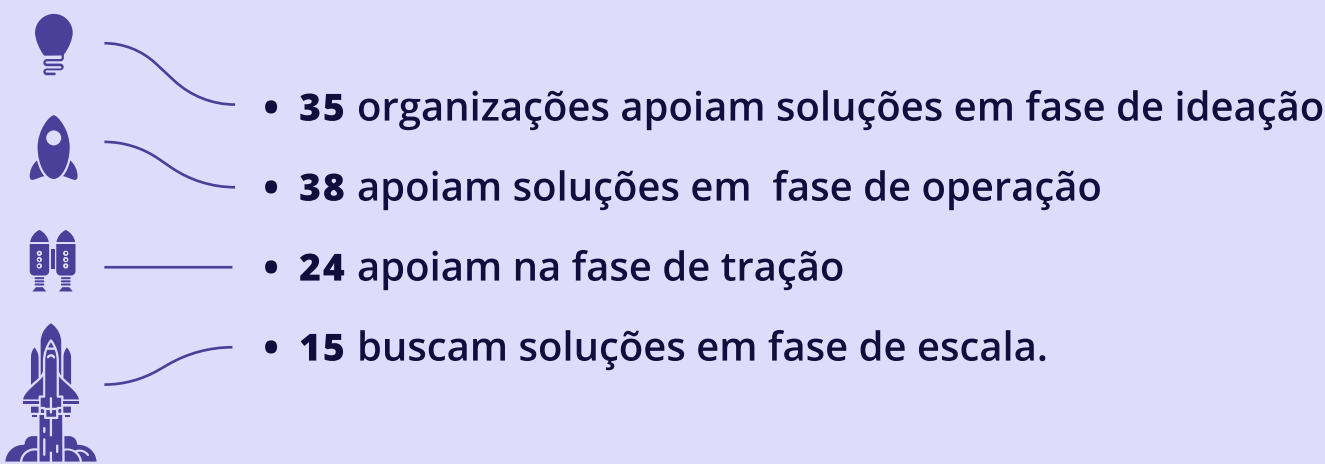 • 35 organizações apoiam soluções em fase de ideação
• 38 apoiam soluções em  fase de operação
• 24 apoiam na fase de tração
• 15 buscam soluções em fase de escala.